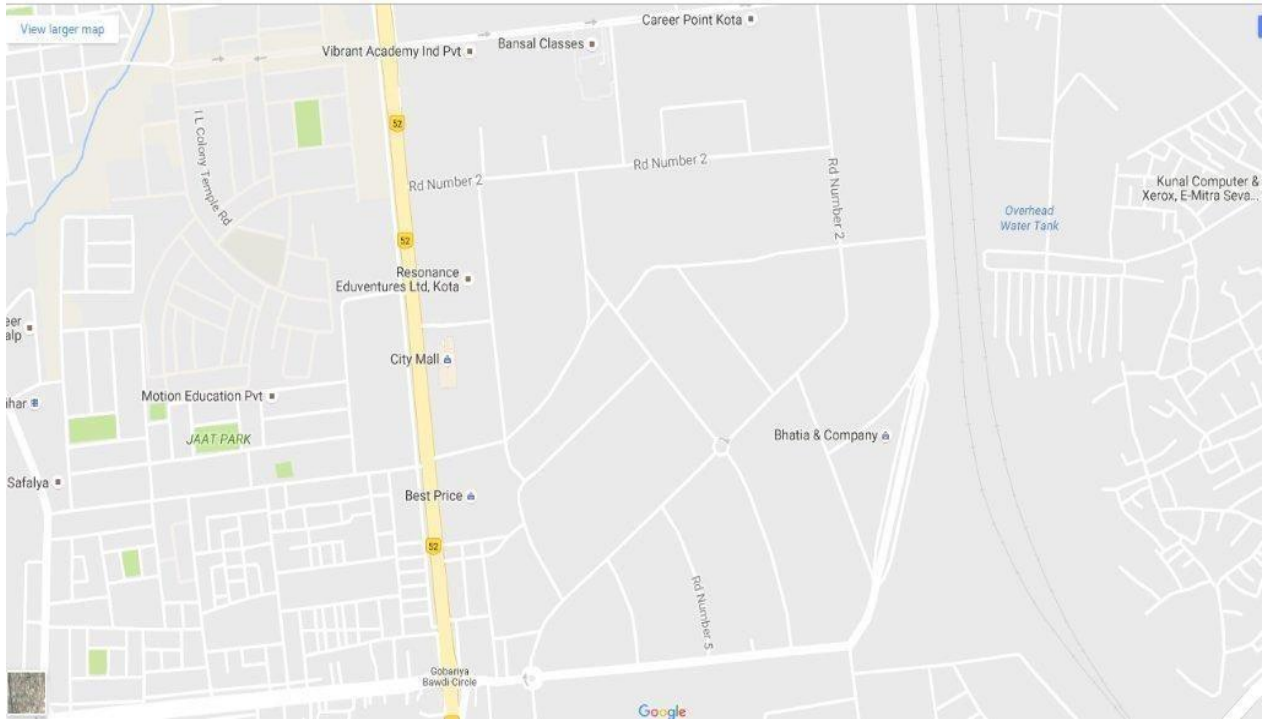 View larger map
Career Point Kota
Bansal Classes
Vibrant Academy Ind Pvt
52
I L Colony Temple Rd
Rd Number 2
Rd Number 2
Rd Number 2
Kunal Computer &
Xerox, E-Mitra Seva...
Overhead
Water Tank
52
Resonance
Eduventures Ltd, Kota
eer
alp
City Mall
Motion Education Pvt
ihar
JAAT PARK
Bhatia & Company
Safalya
Best Price
52
Rd Number 5
Gobariya
Bawdi Circle
Google